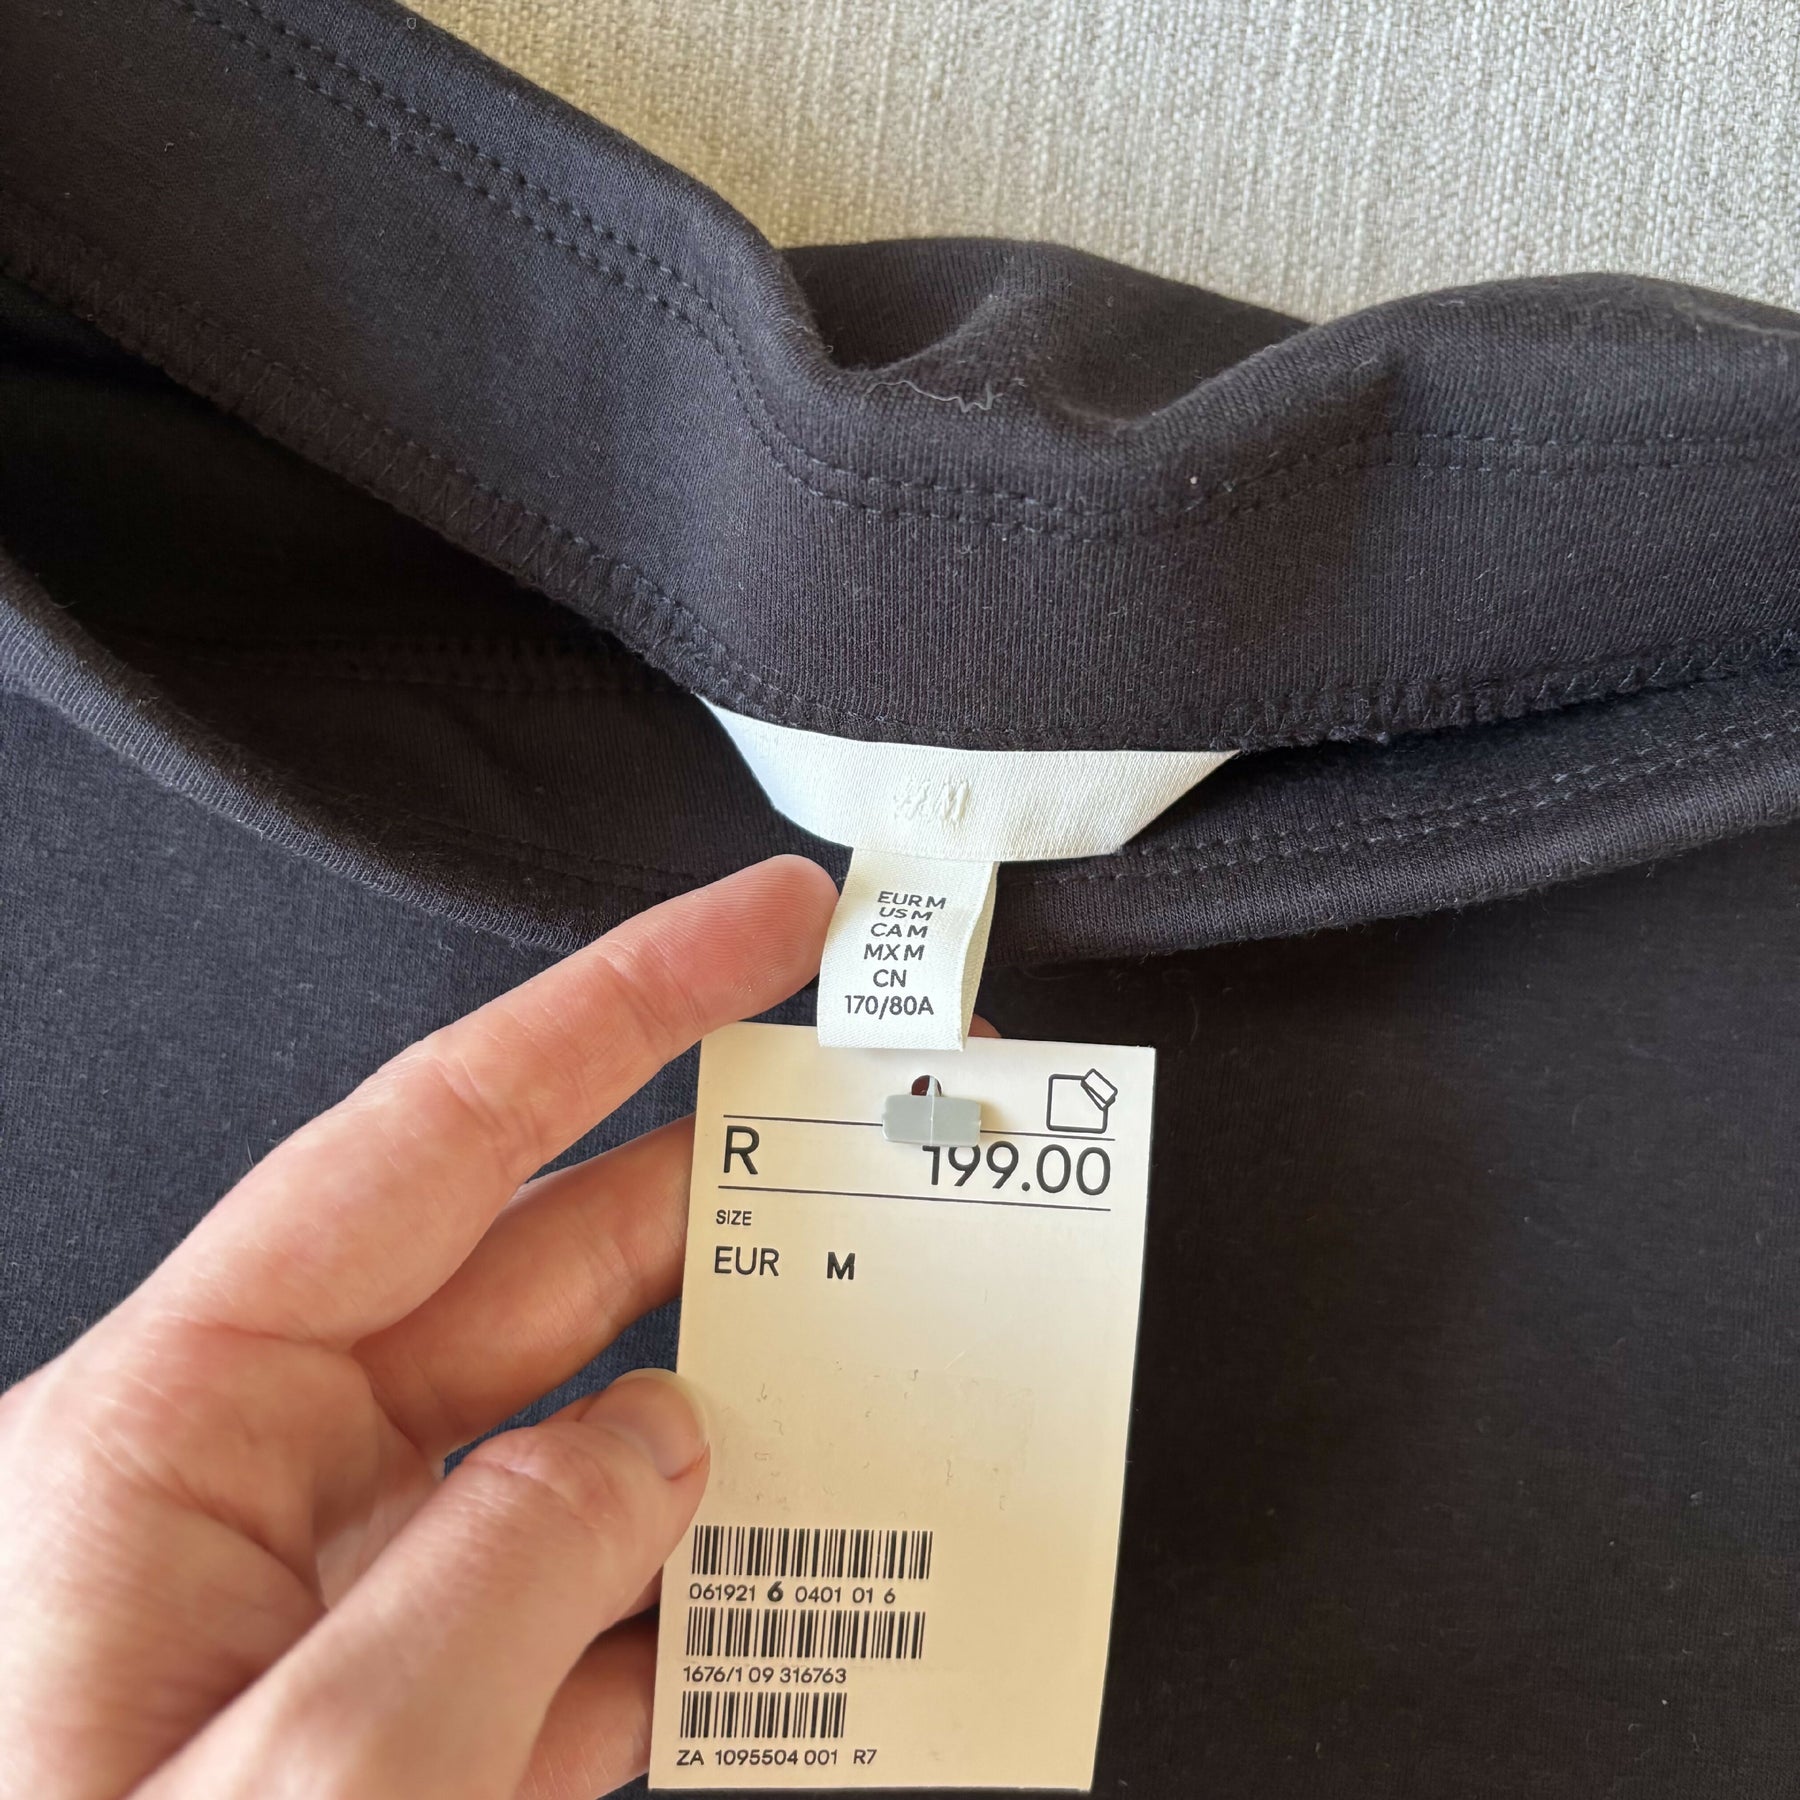 H&M
EUR M
US M
CA M
MX M
CN
170/80A
R 199.00
SIZE
EUR M
061921 6 0401 01 6
1676/1 09 316763
ZA 1095504 001 R7